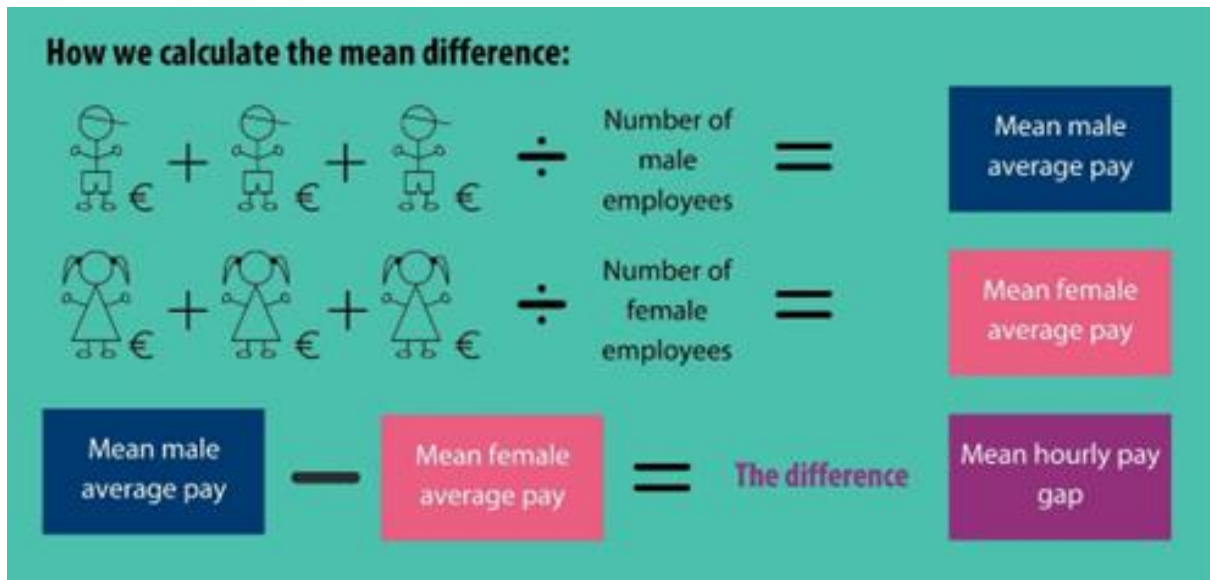 How we calculate the mean difference:
€ + € + € ÷ Number of male employees = Mean male average pay
€ + € + € ÷ Number of female employees = Mean female average pay
Mean male average pay — Mean female average pay = The difference Mean hourly pay gap